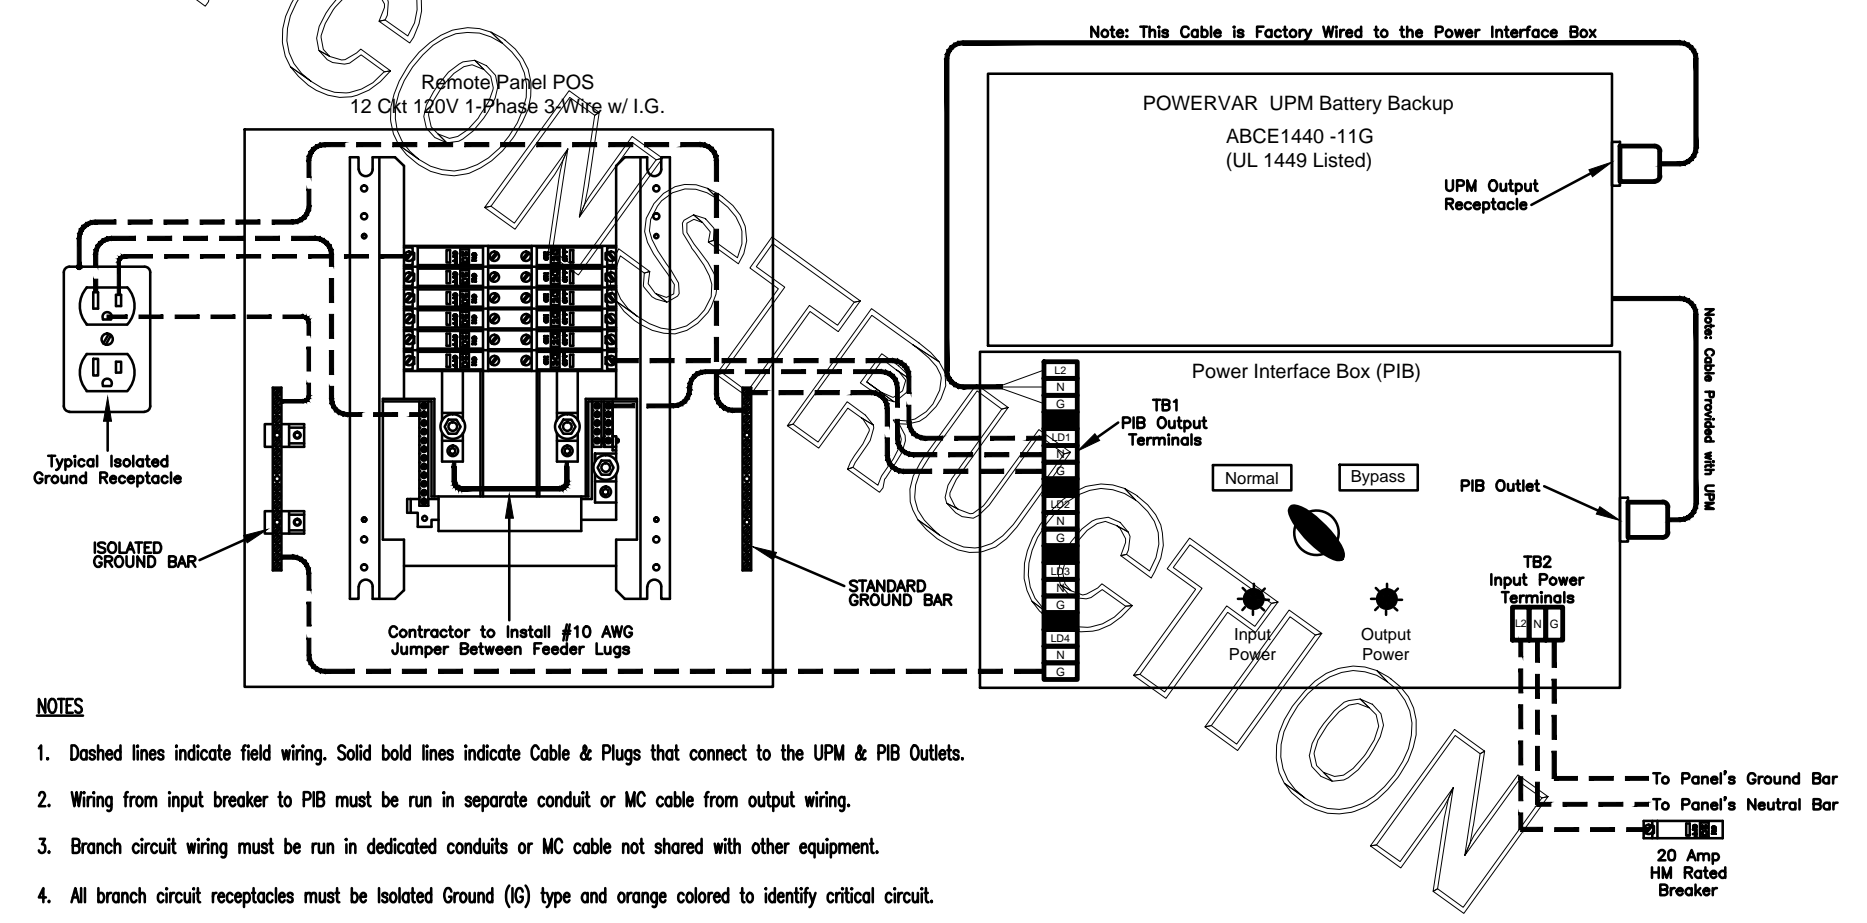 Note: This Cable is Factory Wired to the Power Interface Box
Remote Panel POS
12 Ckt 120V 1-Phase 3-Wire w/ I.G.
POWERVAR UPM Battery Backup
ABCE1440 -11G
(UL 1449 Listed)
UPM Output
Receptacle
Note: Cable Provided with UPM
Power Interface Box (PIB)
L2
N
G
LD1
N
G
LD2
N
G
LD3
N
G
LD4
N
G
TB1
PIB Output
Terminals
Normal
Bypass
PIB Outlet
TB2
Input Power
Terminals
L2 N G
Input
Power
Output
Power
Typical Isolated
Ground Receptacle
ISOLATED
GROUND BAR
STANDARD
GROUND BAR
Contractor to Install #10 AWG
Jumper Between Feeder Lugs
To Panel's Ground Bar
To Panel's Neutral Bar
20 Amp
HM Rated
Breaker
NOTES
1. Dashed lines indicate field wiring. Solid bold lines indicate Cable & Plugs that connect to the UPM & PIB Outlets.
2. Wiring from input breaker to PIB must be run in separate conduit or MC cable from output wiring.
3. Branch circuit wiring must be run in dedicated conduits or MC cable not shared with other equipment.
4. All branch circuit receptacles must be Isolated Ground (IG) type and orange colored to identify critical circuit.
CONSTRUCTION